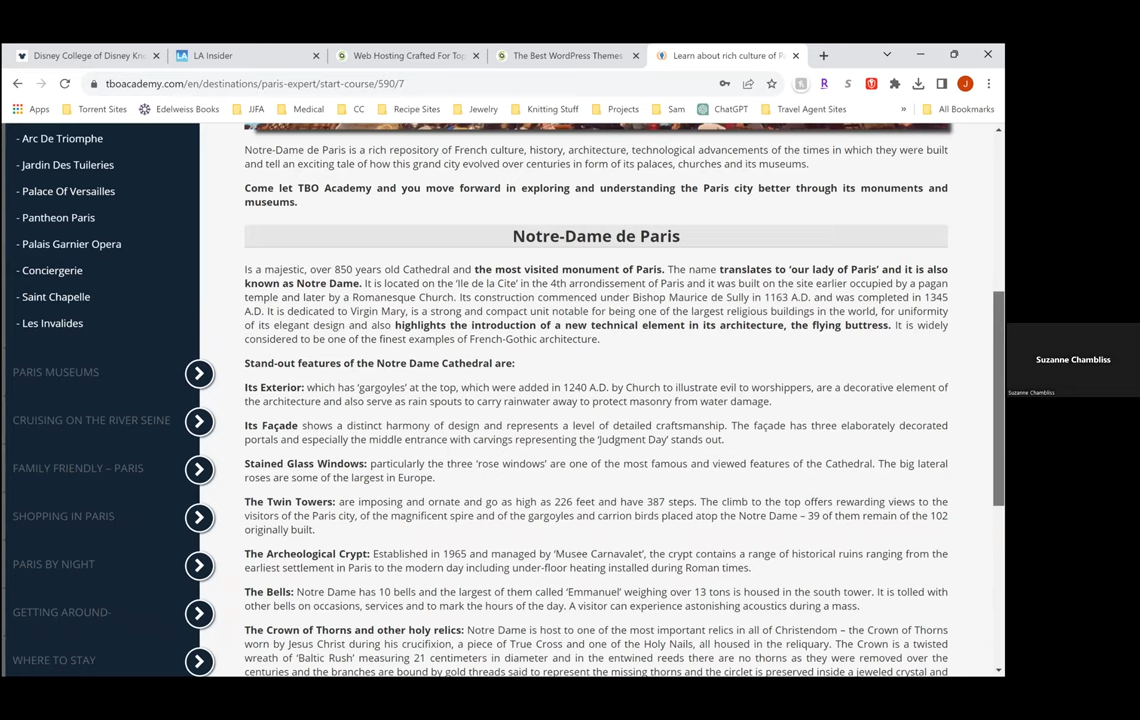 Disney College of Disney Kno
LA Insider
Web Hosting Crafted For Top
The Best WordPress Themes
Learn about rich culture of P
tboacademy.com/en/destinations/paris-expert/start-course/590/7
Apps
Torrent Sites
Edelweiss Books
JJFA
Medical
CC
Recipe Sites
Jewelry
Knitting Stuff
Projects
Sam
ChatGPT
Travel Agent Sites
»
All Bookmarks
- Arc De Triomphe
- Jardin Des Tuileries
- Palace Of Versailles
- Pantheon Paris
- Palais Garnier Opera
- Conciergerie
- Saint Chapelle
- Les Invalides
PARIS MUSEUMS
CRUISING ON THE RIVER SEINE
FAMILY FRIENDLY – PARIS
SHOPPING IN PARIS
PARIS BY NIGHT
GETTING AROUND-
WHERE TO STAY
Notre-Dame de Paris is a rich repository of French culture, history, architecture, technological advancements of the times in which they were built
and tell an exciting tale of how this grand city evolved over centuries in form of its palaces, churches and its museums.
Come let TBO Academy and you move forward in exploring and understanding the Paris city better through its monuments and
museums.
Notre-Dame de Paris
Is a majestic, over 850 years old Cathedral and the most visited monument of Paris. The name translates to ‘our lady of Paris’ and it is also
known as Notre Dame. It is located on the ‘Ile de la Cite’ in the 4th arrondissement of Paris and it was built on the site earlier occupied by a pagan
temple and later by a Romanesque Church. Its construction commenced under Bishop Maurice de Sully in 1163 A.D. and was completed in 1345
A.D. It is dedicated to Virgin Mary, is a strong and compact unit notable for being one of the largest religious buildings in the world, for uniformity
of its elegant design and also highlights the introduction of a new technical element in its architecture, the flying buttress. It is widely
considered to be one of the finest examples of French-Gothic architecture.
Stand-out features of the Notre Dame Cathedral are:
Its Exterior: which has ‘gargoyles’ at the top, which were added in 1240 A.D. by Church to illustrate evil to worshippers, are a decorative element of
the architecture and also serve as rain spouts to carry rainwater away to protect masonry from water damage.
Its Façade shows a distinct harmony of design and represents a level of detailed craftsmanship. The façade has three elaborately decorated
portals and especially the middle entrance with carvings representing the ‘Judgment Day’ stands out.
Stained Glass Windows: particularly the three ‘rose windows’ are one of the most famous and viewed features of the Cathedral. The big lateral
roses are some of the largest in Europe.
The Twin Towers: are imposing and ornate and go as high as 226 feet and have 387 steps. The climb to the top offers rewarding views to the
visitors of the Paris city, of the magnificent spire and of the gargoyles and carrion birds placed atop the Notre Dame – 39 of them remain of the 102
originally built.
The Archeological Crypt: Established in 1965 and managed by ‘Musee Carnavalet’, the crypt contains a range of historical ruins ranging from the
earliest settlement in Paris to the modern day including under-floor heating installed during Roman times.
The Bells: Notre Dame has 10 bells and the largest of them called ‘Emmanuel’ weighing over 13 tons is housed in the south tower. It is tolled with
other bells on occasions, services and to mark the hours of the day. A visitor can experience astonishing acoustics during a mass.
The Crown of Thorns and other holy relics: Notre Dame is host to one of the most important relics in all of Christendom – the Crown of Thorns
worn by Jesus Christ during his crucifixion, a piece of True Cross and one of the Holy Nails, all housed in the reliquary. The Crown is a twisted
wreath of ‘Baltic Rush’ measuring 21 centimeters in diameter and in the entwined reeds there are no thorns as they were removed over the
centuries and the branches are bound by gold threads said to represent the missing thorns and the circlet is preserved inside a jeweled crystal and
Suzanne Chambliss
Suzanne Chambliss